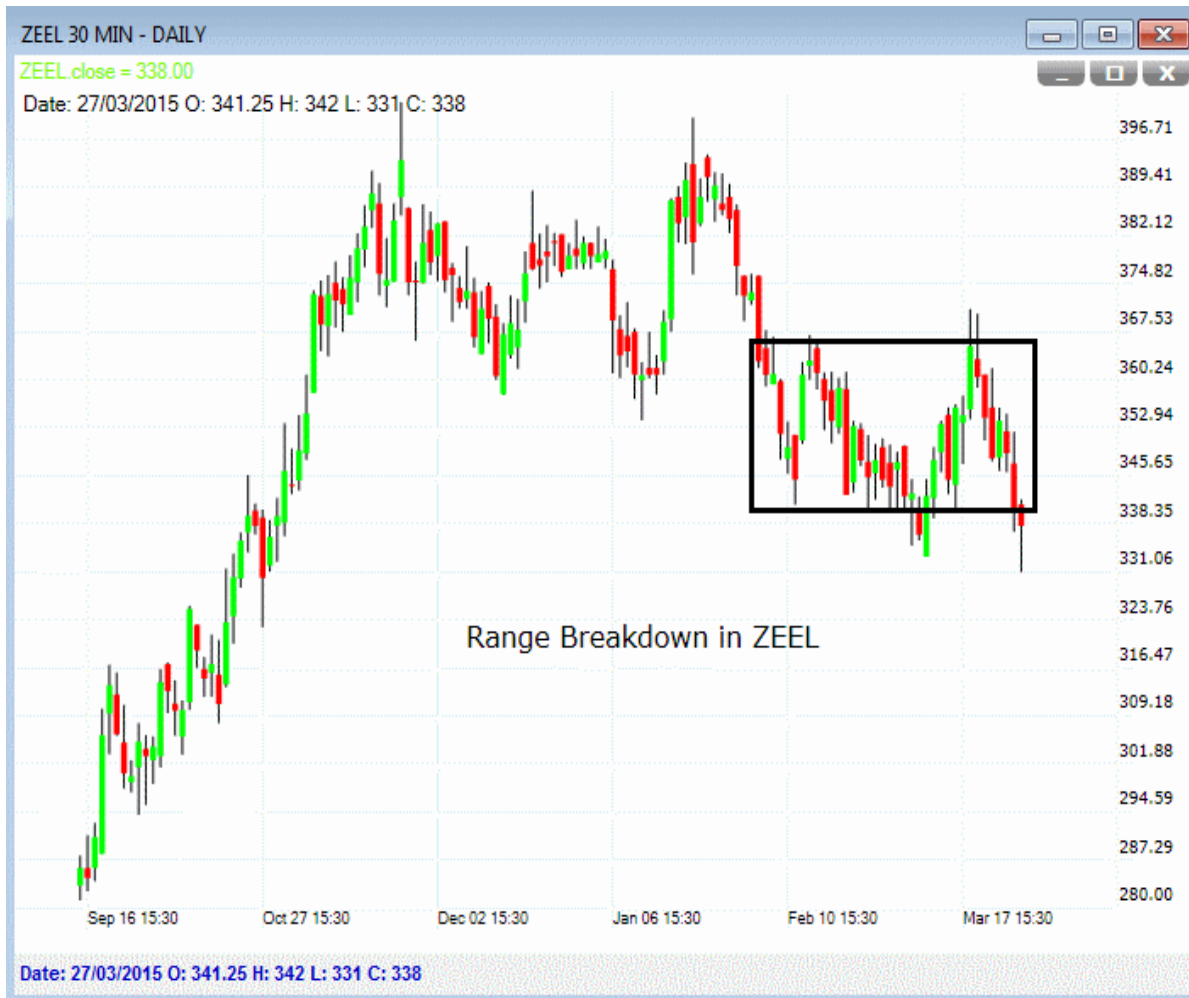 ZEEL 30 MIN - DAILY
ZEEL.close = 338.00
Date: 27/03/2015 O: 341.25 H: 342 L: 331 C: 338
396.71
389.41
382.12
374.82
367.53
360.24
352.94
345.65
338.35
331.06
323.76
316.47
309.18
301.88
294.59
287.29
280.00
Range Breakdown in ZEEL
Sep 16 15:30 Oct 27 15:30 Dec 02 15:30 Jan 06 15:30 Feb 10 15:30 Mar 17 15:30
Date: 27/03/2015 O: 341.25 H: 342 L: 331 C: 338